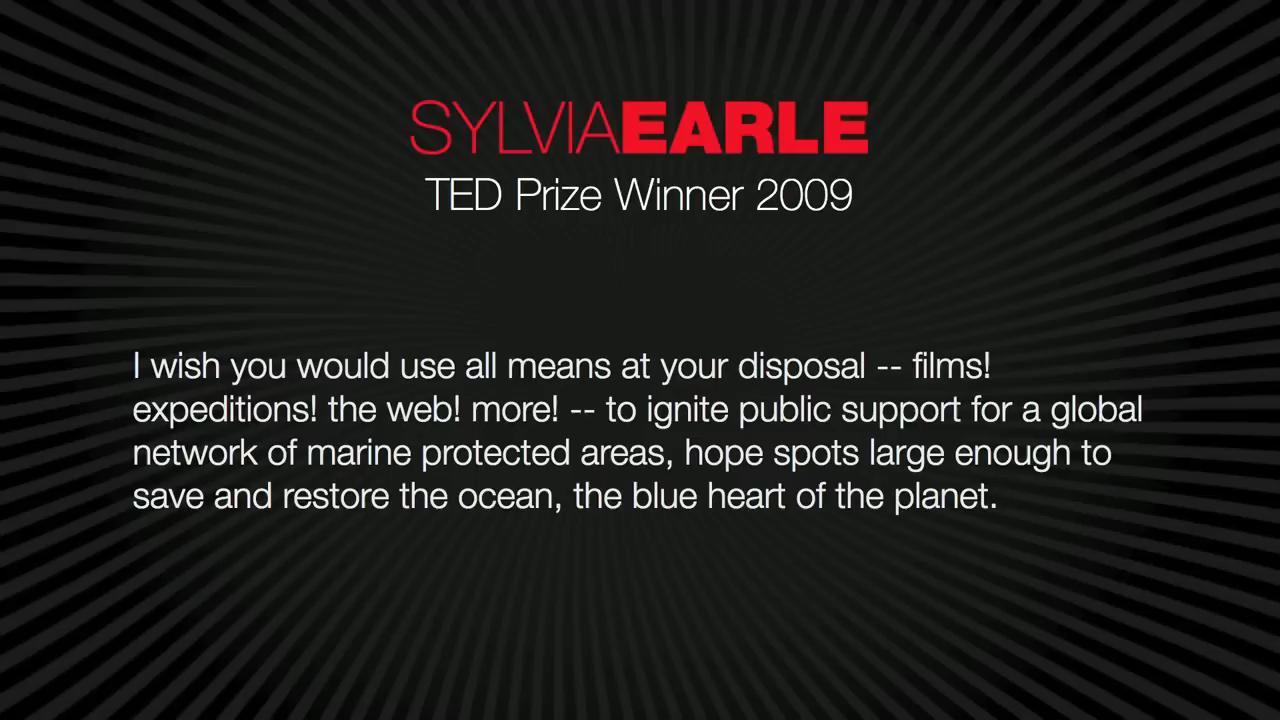 SYLVIAEARLE
TED Prize Winner 2009
I wish you would use all means at your disposal -- films!
expeditions! the web! more! -- to ignite public support for a global
network of marine protected areas, hope spots large enough to
save and restore the ocean, the blue heart of the planet.